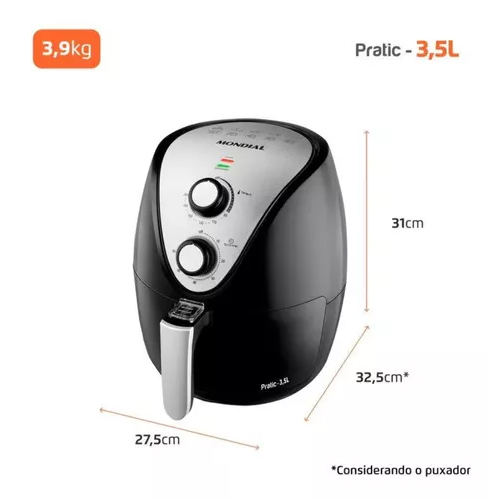 3,9kg
Pratic - 3,5L
MONDIAL
31cm
Pratic-3,5L
32,5cm*
27,5cm
*Considerando o puxador